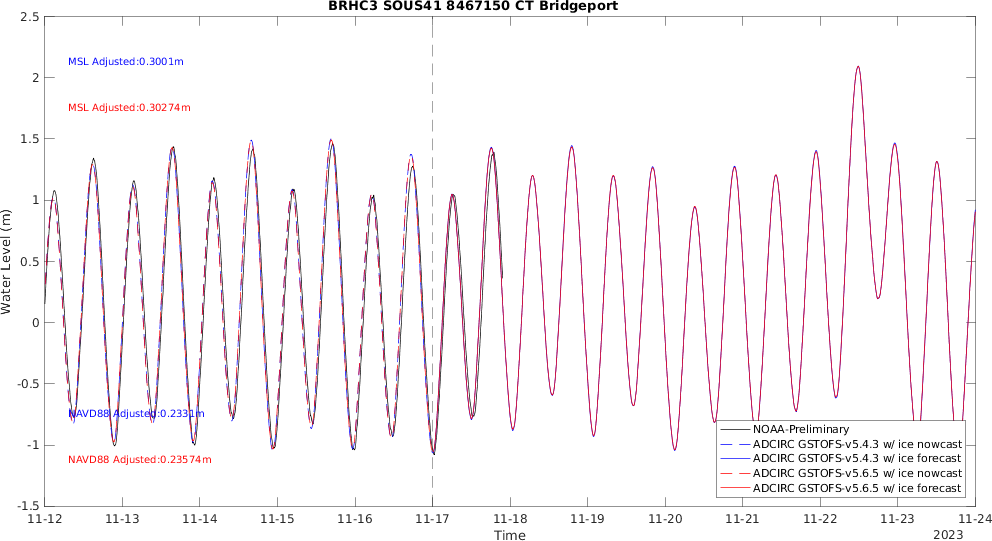 BRHC3 SOUS41 8467150 CT Bridgeport
2.5
2
1.5
1
0.5
0
-0.5
-1
-1.5
Water Level (m)
MSL Adjusted:0.3001m
MSL Adjusted:0.30274m
NAVD88 Adjusted:0.2331m
NAVD88 Adjusted:0.23574m
NOAA-Preliminary
ADCIRC GSTOFS-v5.4.3 w/ ice nowcast
ADCIRC GSTOFS-v5.4.3 w/ ice forecast
ADCIRC GSTOFS-v5.6.5 w/ ice nowcast
ADCIRC GSTOFS-v5.6.5 w/ ice forecast
11-12 11-13 11-14 11-15 11-16 11-17 11-18 11-19 11-20 11-21 11-22 11-23 11-24
Time
2023